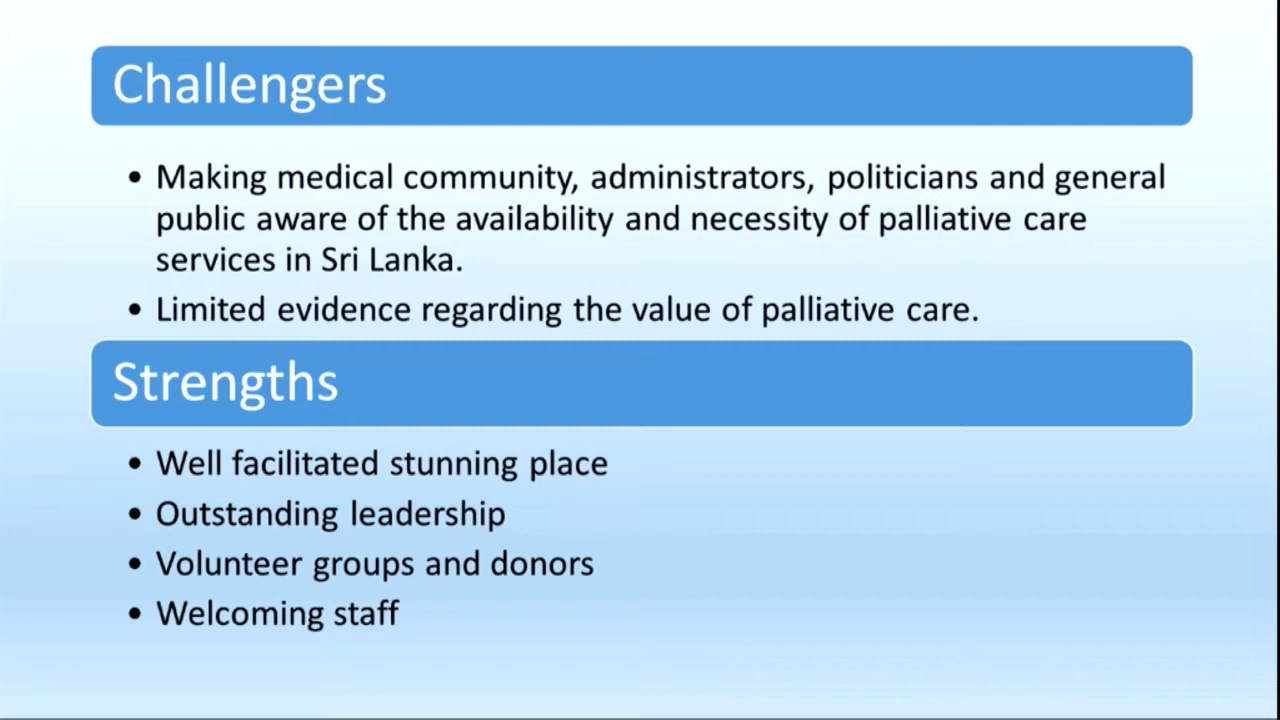 Challengers
• Making medical community, administrators, politicians and general
public aware of the availability and necessity of palliative care
services in Sri Lanka.
• Limited evidence regarding the value of palliative care.
Strengths
• Well facilitated stunning place
• Outstanding leadership
• Volunteer groups and donors
• Welcoming staff